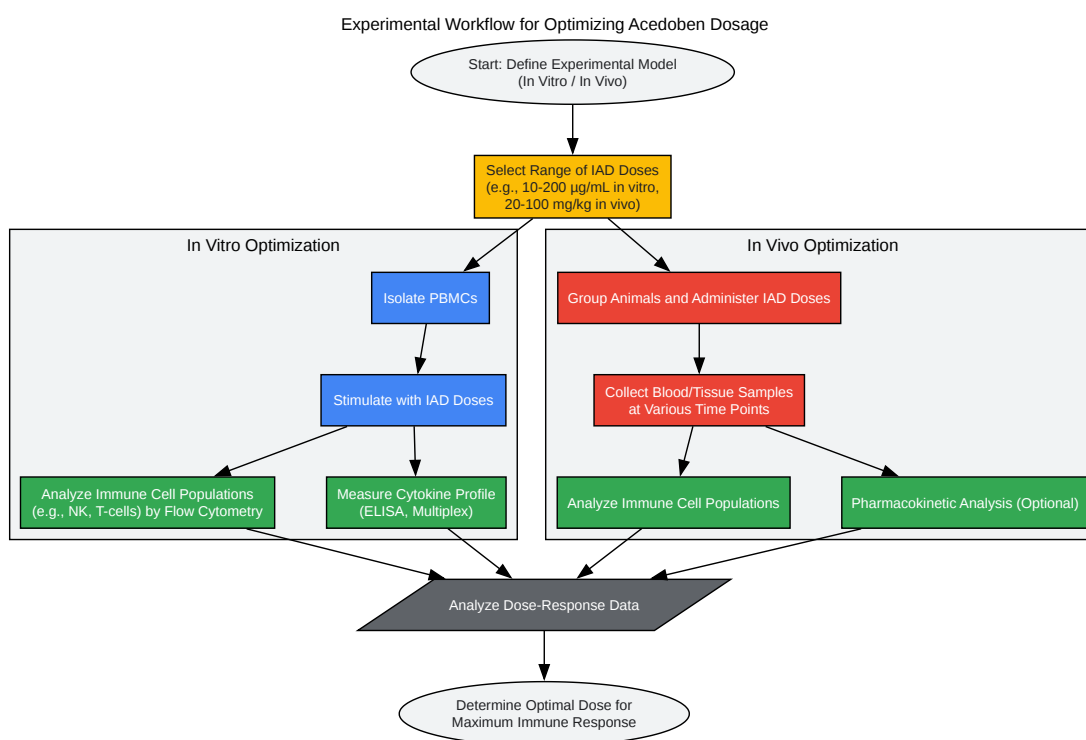 Experimental Workflow for Optimizing Acedoben Dosage
Start: Define Experimental Model
(In Vitro / In Vivo)
Select Range of IAD Doses
(e.g., 10-200 µg/mL in vitro,
20-100 mg/kg in vivo)
In Vitro Optimization
Isolate PBMCs
Stimulate with IAD Doses
Analyze Immune Cell Populations
(e.g., NK, T-cells) by Flow Cytometry
Measure Cytokine Profile
(ELISA, Multiplex)
In Vivo Optimization
Group Animals and Administer IAD Doses
Collect Blood/Tissue Samples
at Various Time Points
Analyze Immune Cell Populations
Pharmacokinetic Analysis (Optional)
Analyze Dose-Response Data
Determine Optimal Dose for
Maximum Immune Response